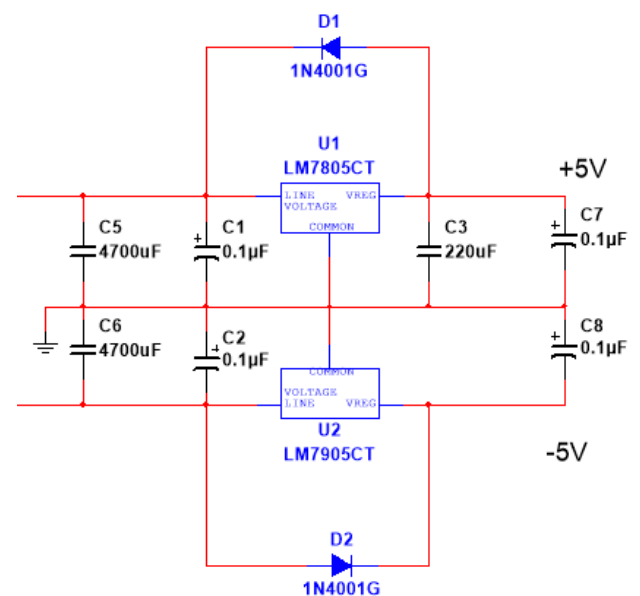 D1
1N4001G
U1
LM7805CT
+5V
LINE VREG
VOLTAGE
COMMON
C5
4700uF
C1
+
0.1µF
C3
220uF
C7
+
0.1µF
C6
4700uF
C2
+
0.1µF
C8
+
0.1µF
COMMON
VOLTAGE
LINE VREG
U2
LM7905CT
-5V
D2
1N4001G